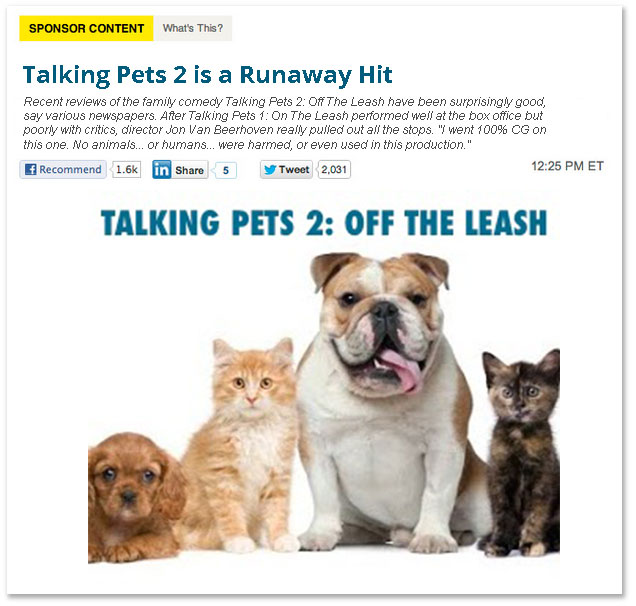 SPONSOR CONTENT What's This?
Talking Pets 2 is a Runaway Hit
Recent reviews of the family comedy Talking Pets 2: Off The Leash have been surprisingly good,
say various newspapers. After Talking Pets 1: On The Leash performed well at the box office but
poorly with critics, director Jon Van Beerhoven really pulled out all the stops. "I went 100% CG on
this one. No animals... or humans... were harmed, or even used in this production."
f Recommend 1.6k in Share 5 Tweet 2,031 12:25 PM ET
TALKING PETS 2: OFF THE LEASH